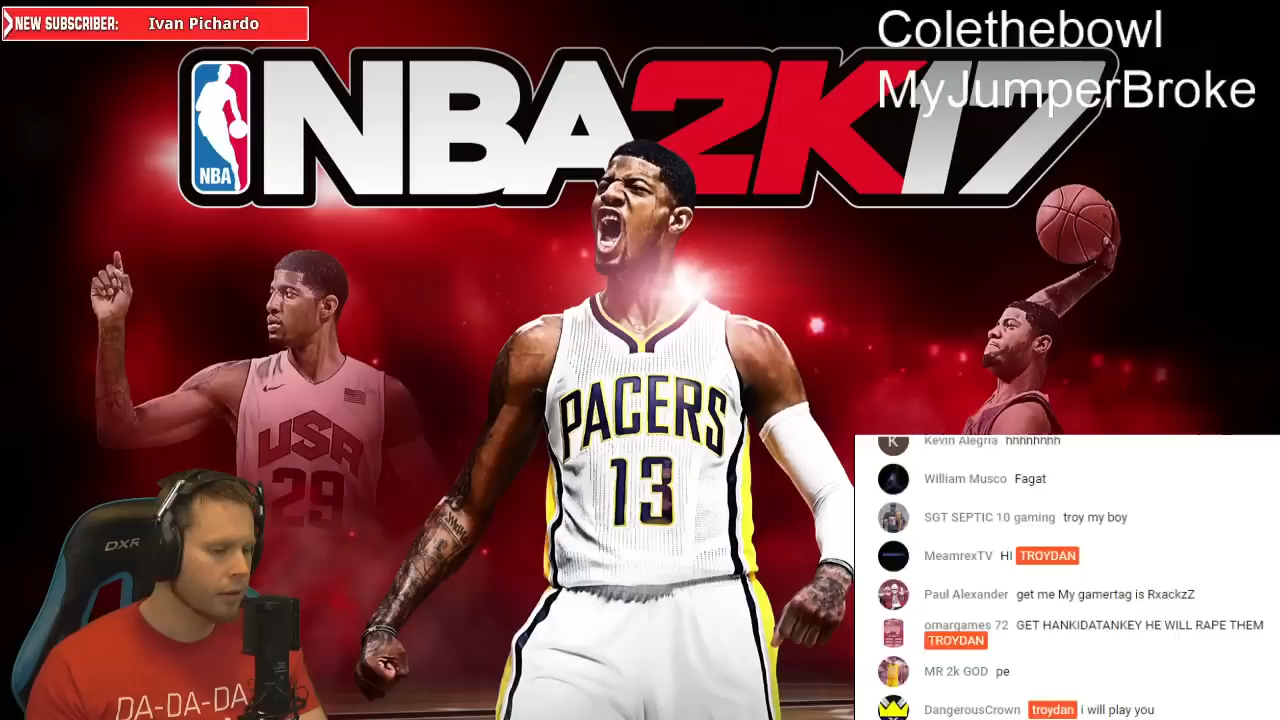 NEW SUBSCRIBER: Ivan Pichardo
Colethebowl
MyJumperBroke
NBA
NBA2K17
PACERS
13
USA
29
DXR
DA-DA-DA
Kevin Alegria hhhhhhhh
William Musco Fagat
SGT SEPTIC 10 gaming troy my boy
MeamrexTV HI TROYDAN
Paul Alexander get me My gamertag is RxackzZ
omargames 72 GET HANKIDATANKEY HE WILL RAPE THEM
TROYDAN
MR 2k GOD pe
DangerousCrown troydan i will play you
K